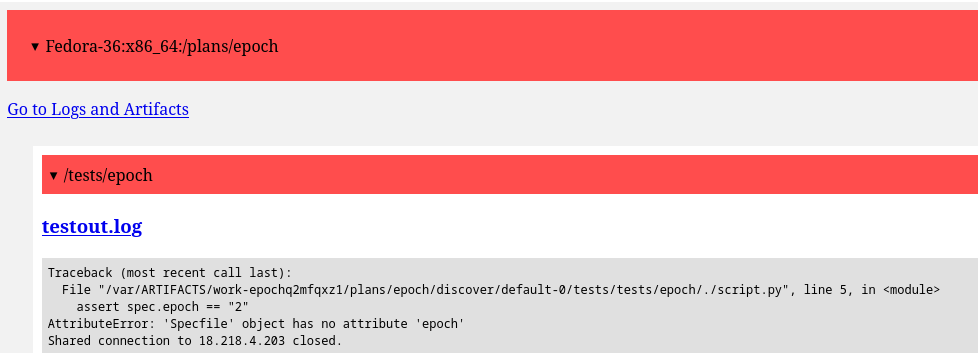 ▼ Fedora-36:x86_64:/plans/epoch
Go to Logs and Artifacts
▼ /tests/epoch
testout.log
Traceback (most recent call last):
  File "/var/ARTIFACTS/work-epochq2mfqxz1/plans/epoch/discover/default-0/tests/tests/epoch/./script.py", line 5, in <module>
    assert spec.epoch == "2"
AttributeError: 'Specfile' object has no attribute 'epoch'
Shared connection to 18.218.4.203 closed.